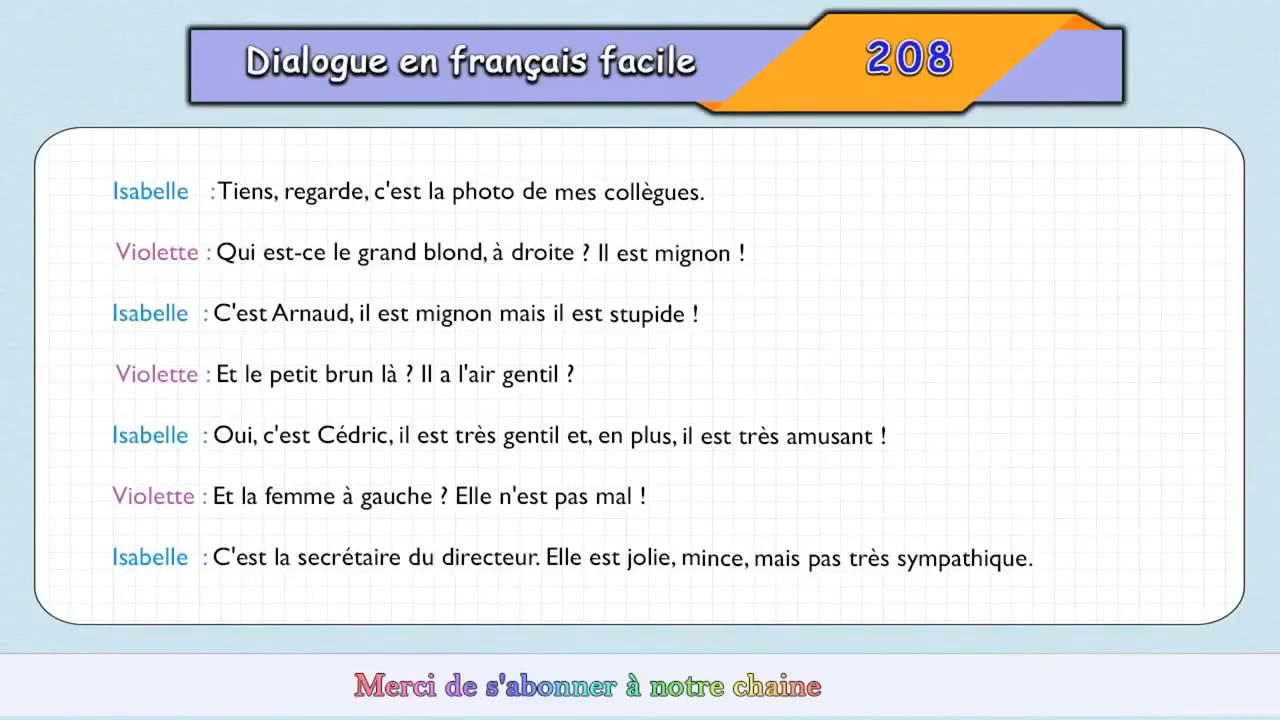 Dialogue en français facile
208
Isabelle : Tiens, regarde, c'est la photo de mes collègues.
Violette : Qui est-ce le grand blond, à droite ? Il est mignon !
Isabelle : C'est Arnaud, il est mignon mais il est stupide !
Violette : Et le petit brun là ? Il a l'air gentil ?
Isabelle : Oui, c'est Cédric, il est très gentil et, en plus, il est très amusant !
Violette : Et la femme à gauche ? Elle n'est pas mal !
Isabelle : C'est la secrétaire du directeur. Elle est jolie, mince, mais pas très sympathique.
Merci de s'abonner à notre chaine